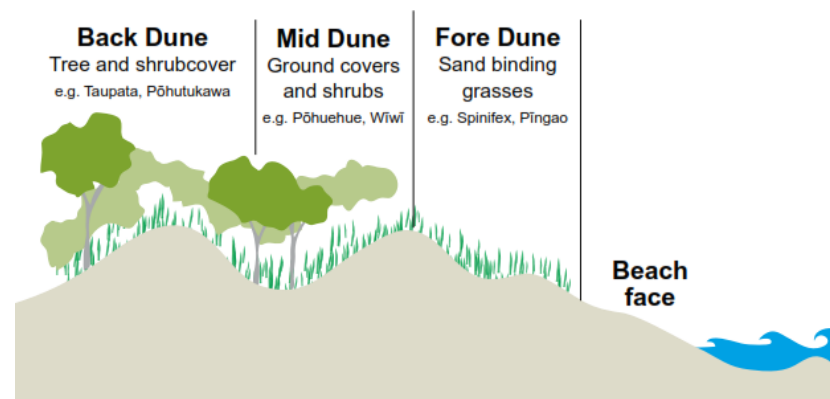 Back Dune
Tree and shrubcover
e.g. Taupata, Pōhutukawa
Mid Dune
Ground covers
and shrubs
e.g. Pōhuehue, Wīwī
Fore Dune
Sand binding
grasses
e.g. Spinifex, Pīngao
Beach
face